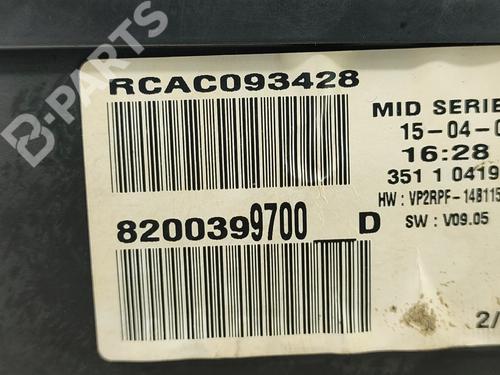 B-PARTS
RCAC093428
MID SERIE
15-04-0
16:28
351 1 0419
HW : VP2RPF-14B115
SW : V09.05
8200399700__D
2/